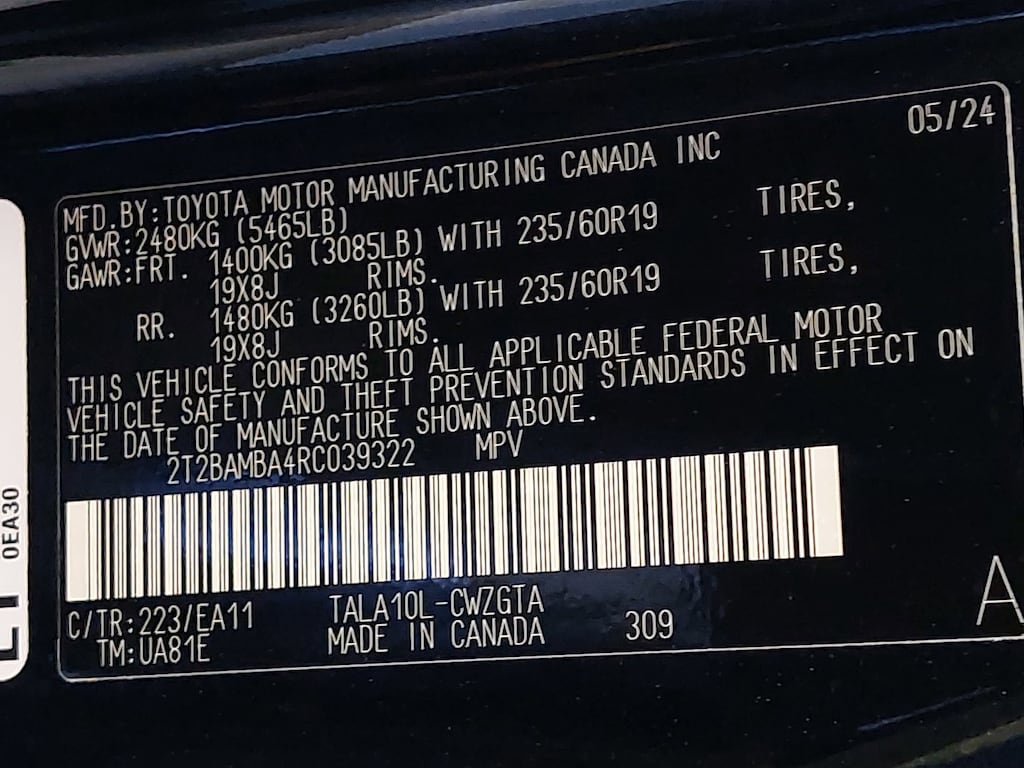 05/24
MFD.BY:TOYOTA MOTOR MANUFACTURING CANADA INC
GVWR:2480KG (5465LB)
GAWR:FRT. 1400KG (3085LB) WITH 235/60R19 TIRES,
19X8J RIMS.
RR. 1480KG (3260LB) WITH 235/60R19 TIRES,
19X8J RIMS.
THIS VEHICLE CONFORMS TO ALL APPLICABLE FEDERAL MOTOR
VEHICLE SAFETY AND THEFT PREVENTION STANDARDS IN EFFECT ON
THE DATE OF MANUFACTURE SHOWN ABOVE.
2T2BAMBA4RC039322 MPV
C/TR:223/EA11 TALA10L-CWZGTA
TM:UA81E MADE IN CANADA 309
A
0EA30